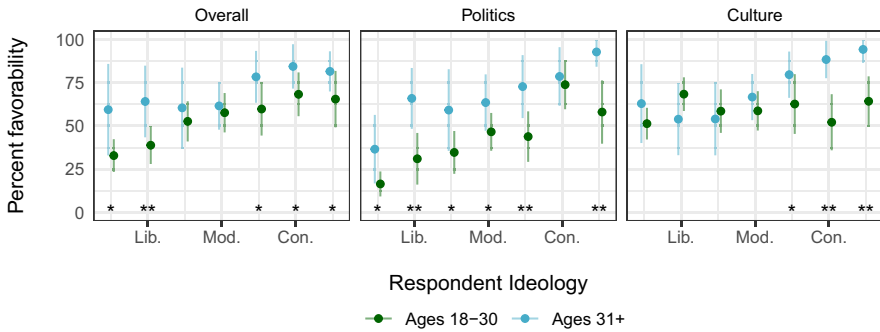 Overall Politics Culture
Percent favorability
100
75
50
25
0
* ** * * *
* ** * * ** **
* ** **
Lib. Mod. Con. Lib. Mod. Con. Lib. Mod. Con.
Respondent Ideology
Ages 18−30 Ages 31+